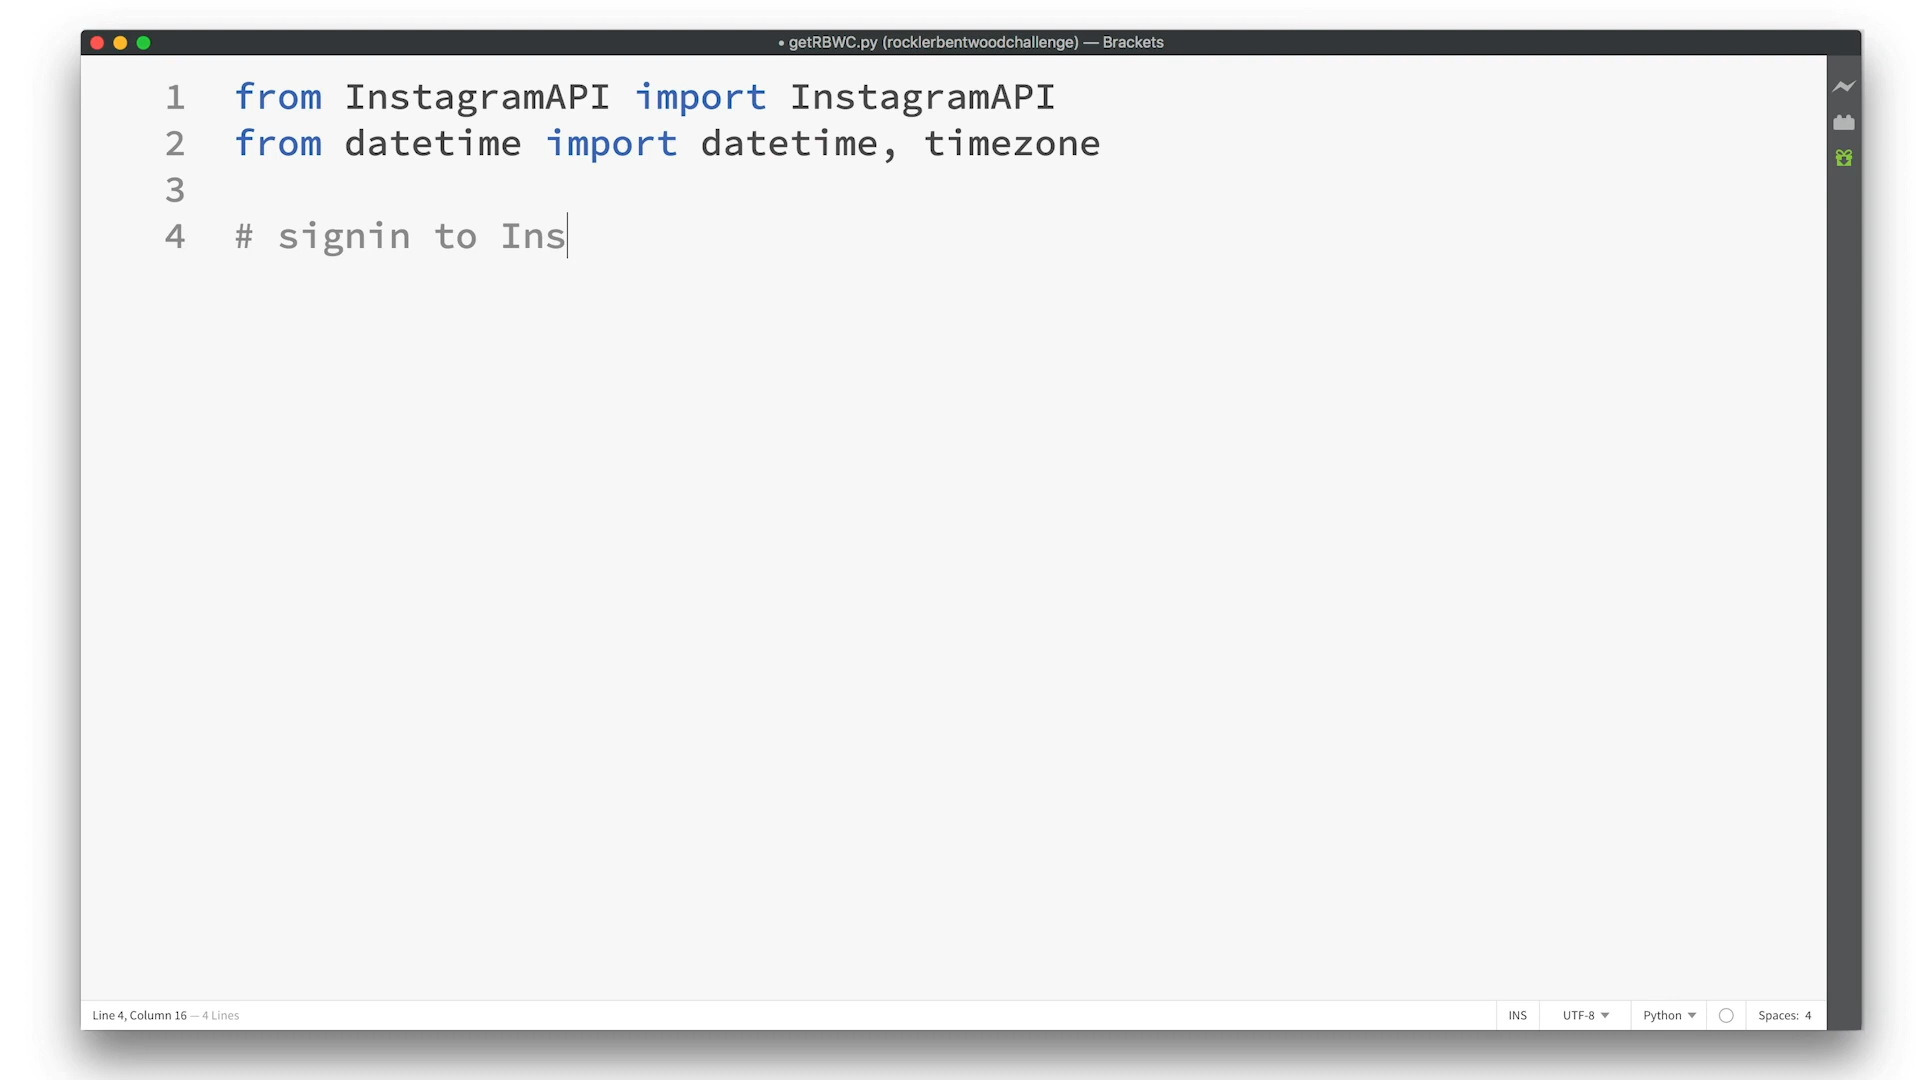 • getRBWC.py (rocklerbentwoodchallenge) — Brackets
1 from InstagramAPI import InstagramAPI
2 from datetime import datetime, timezone
3
4 # signin to Ins
Line 4, Column 16 — 4 Lines
INS UTF-8 Python Spaces: 4